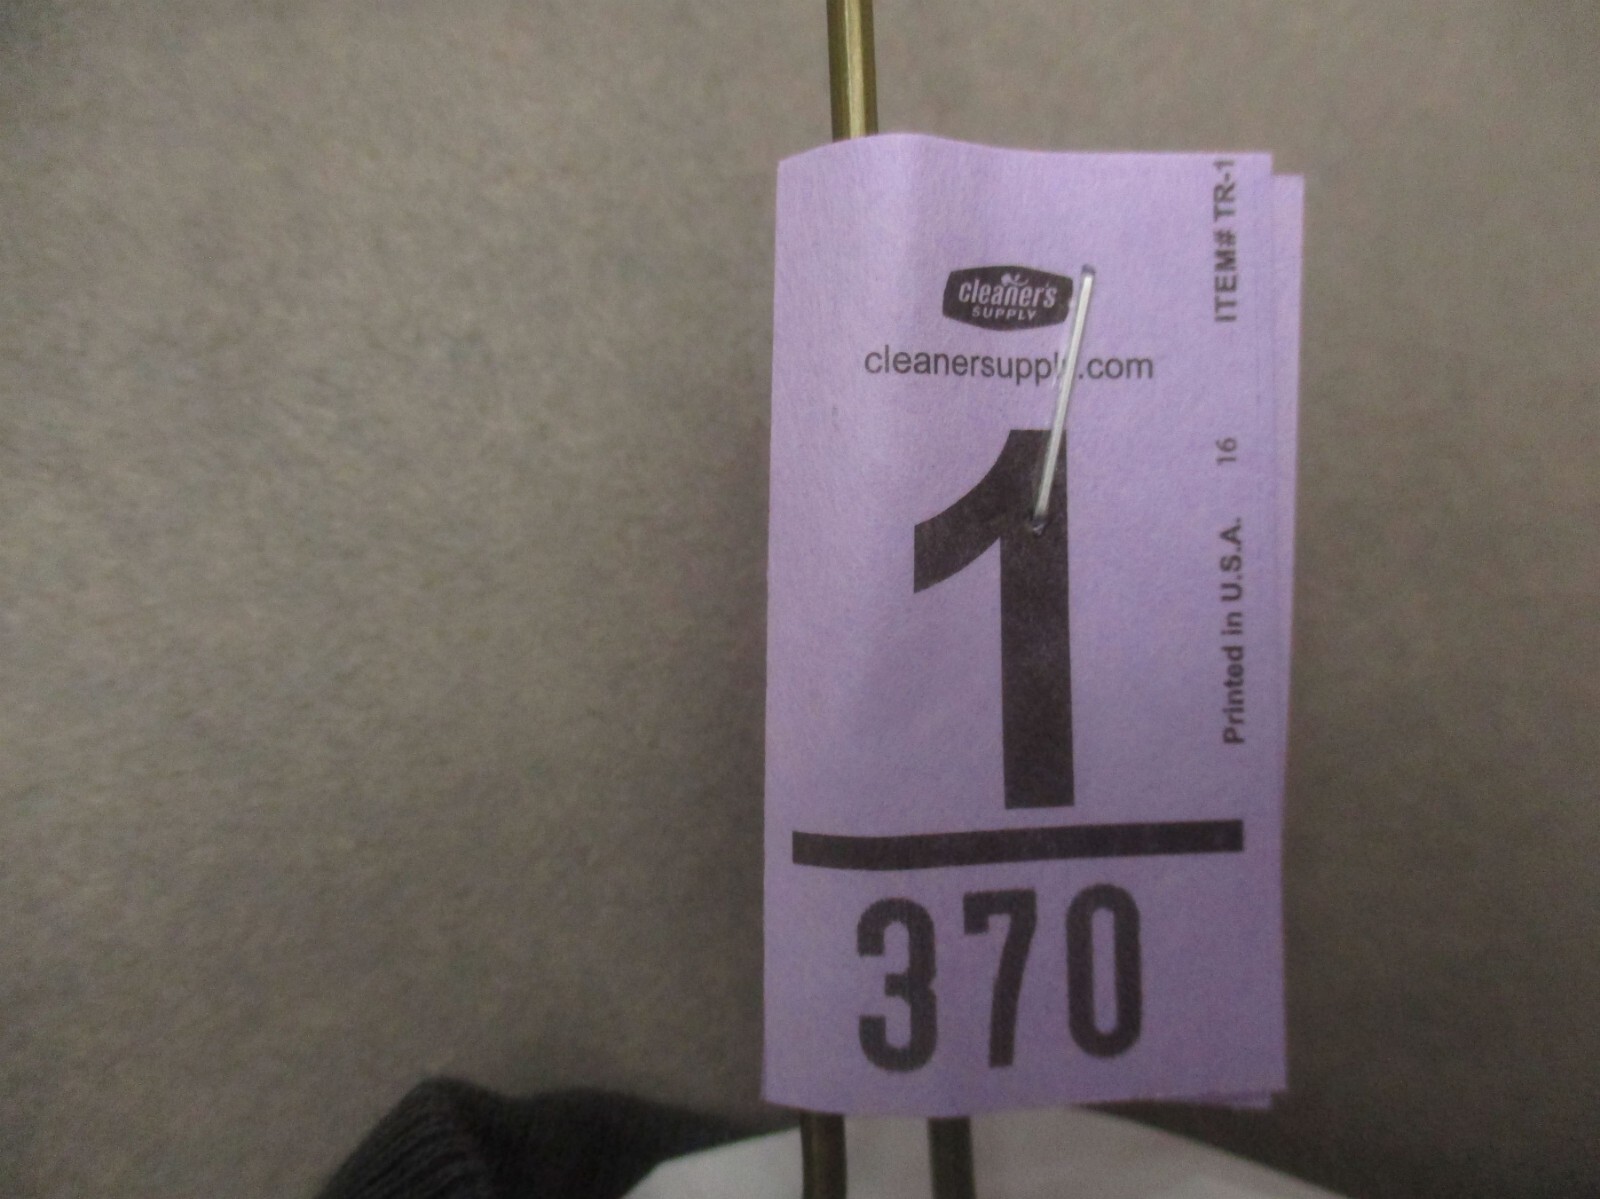 cleaner's
SUPPLY
cleanersupply.com
1
370
Printed in U.S.A. 16 ITEM# TR-1